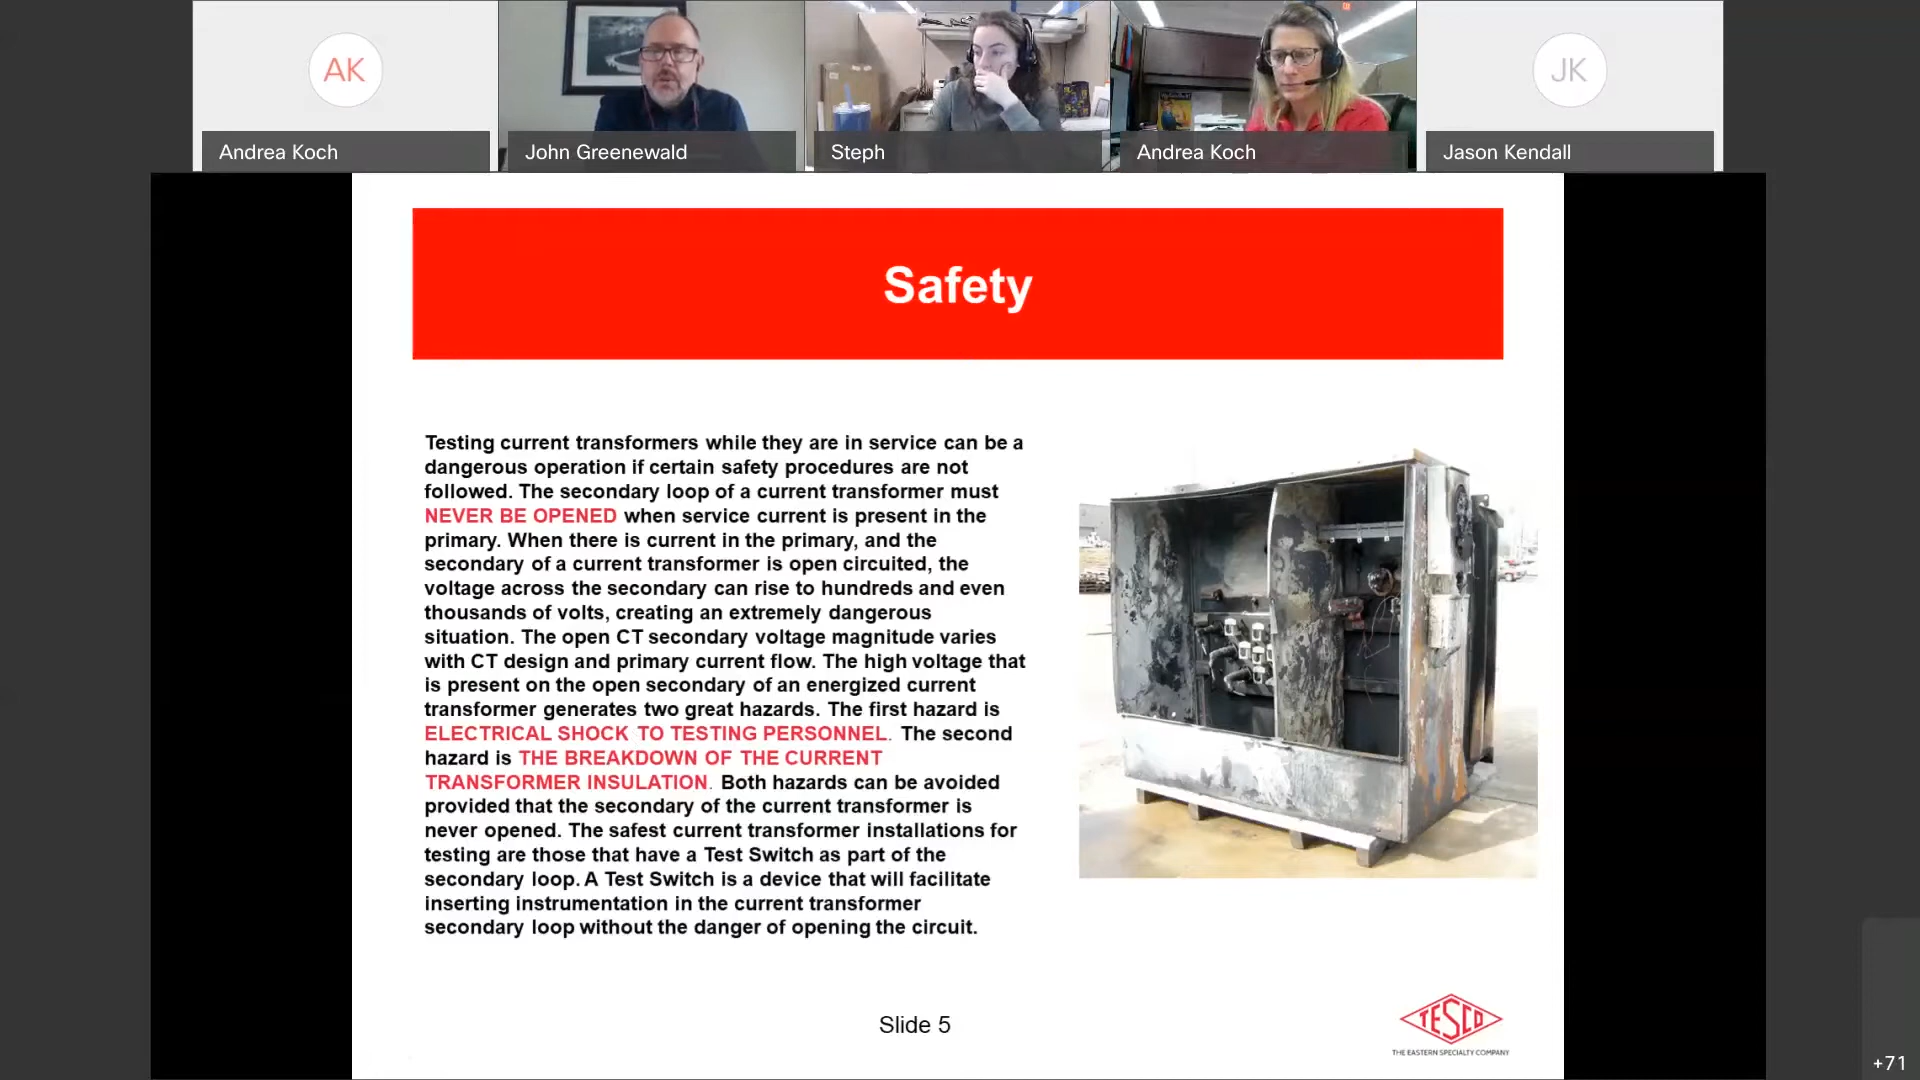 AK
JK
Andrea Koch
John Greenewald
Steph
Andrea Koch
Jason Kendall
Safety
Testing current transformers while they are in service can be a
dangerous operation if certain safety procedures are not
followed. The secondary loop of a current transformer must
NEVER BE OPENED when service current is present in the
primary. When there is current in the primary, and the
secondary of a current transformer is open circuited, the
voltage across the secondary can rise to hundreds and even
thousands of volts, creating an extremely dangerous
situation. The open CT secondary voltage magnitude varies
with CT design and primary current flow. The high voltage that
is present on the open secondary of an energized current
transformer generates two great hazards. The first hazard is
ELECTRICAL SHOCK TO TESTING PERSONNEL. The second
hazard is THE BREAKDOWN OF THE CURRENT
TRANSFORMER INSULATION. Both hazards can be avoided
provided that the secondary of the current transformer is
never opened. The safest current transformer installations for
testing are those that have a Test Switch as part of the
secondary loop. A Test Switch is a device that will facilitate
inserting instrumentation in the current transformer
secondary loop without the danger of opening the circuit.
Slide 5
TESCO
THE EASTERN SPECIALTY COMPANY
+71